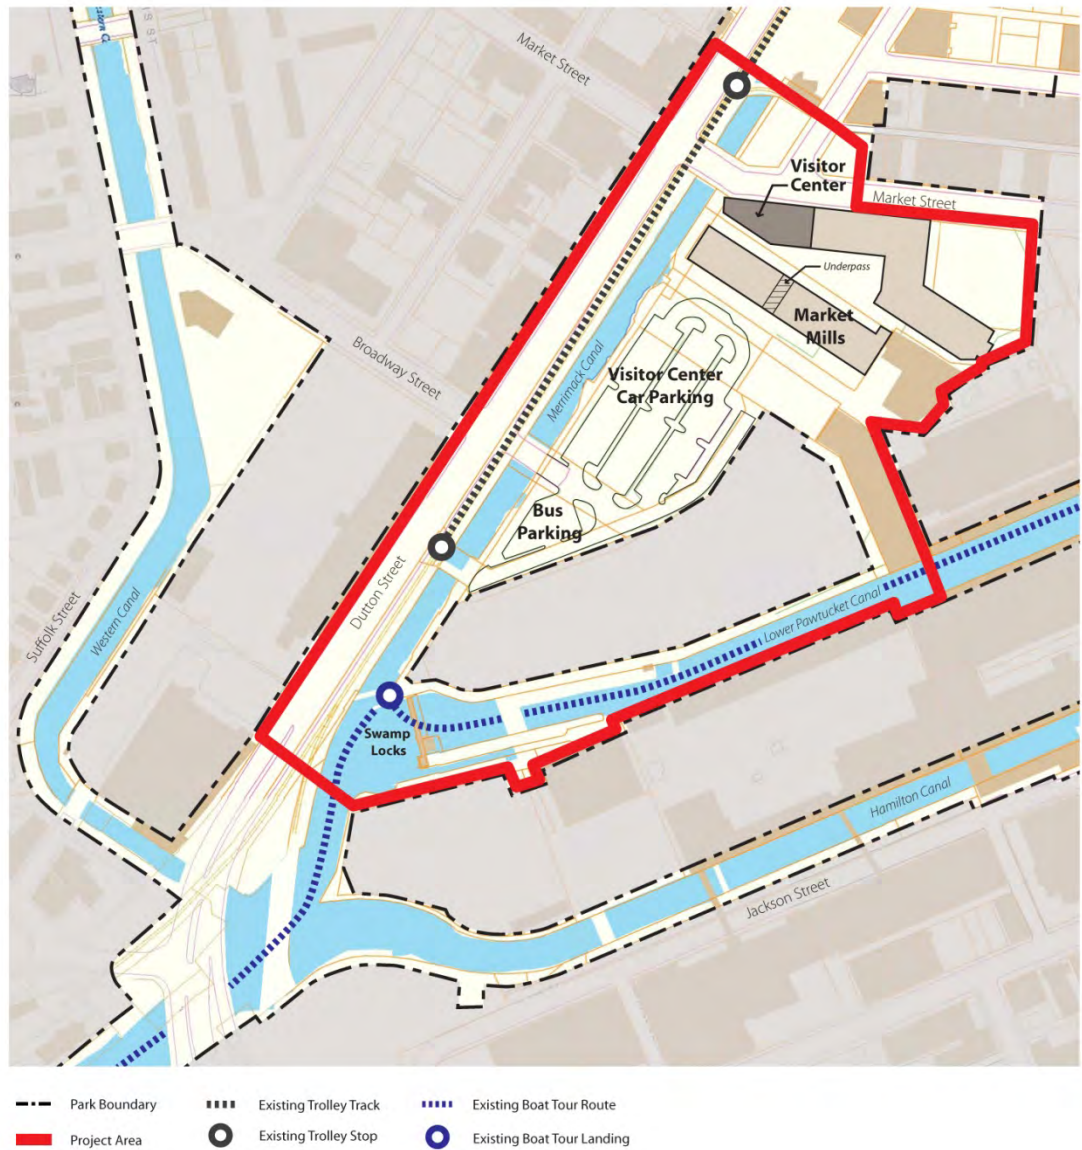 Market Street
Visitor
Center
Market Street
Underpass
Market
Mills
Broadway Street
Merrimack Canal
Visitor Center
Car Parking
Bus
Parking
Dutton Street
Suffolk Street
Western Canal
Lower Pawtucket Canal
Swamp
Locks
Hamilton Canal
Jackson Street
Park Boundary
Existing Trolley Track
Existing Boat Tour Route
Project Area
Existing Trolley Stop
Existing Boat Tour Landing